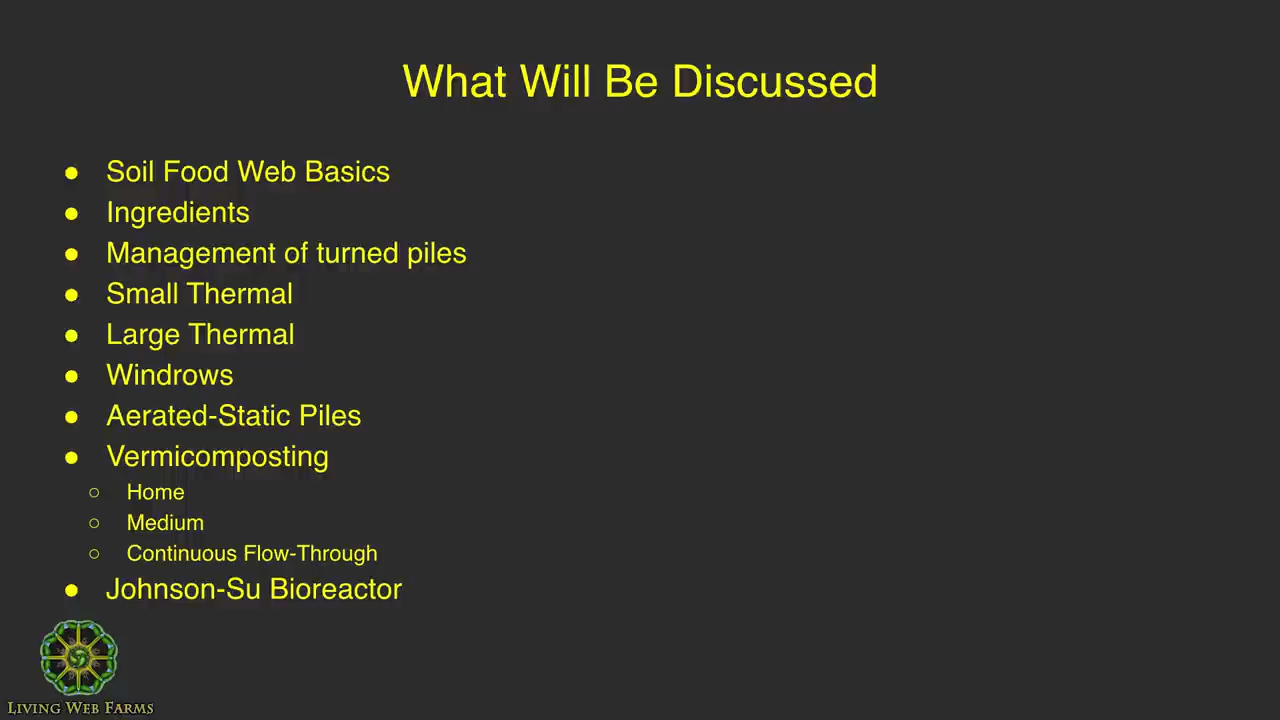 What Will Be Discussed
● Soil Food Web Basics
● Ingredients
● Management of turned piles
● Small Thermal
● Large Thermal
● Windrows
● Aerated-Static Piles
● Vermicomposting
○ Home
○ Medium
○ Continuous Flow-Through
● Johnson-Su Bioreactor
LIVING WEB FARMS